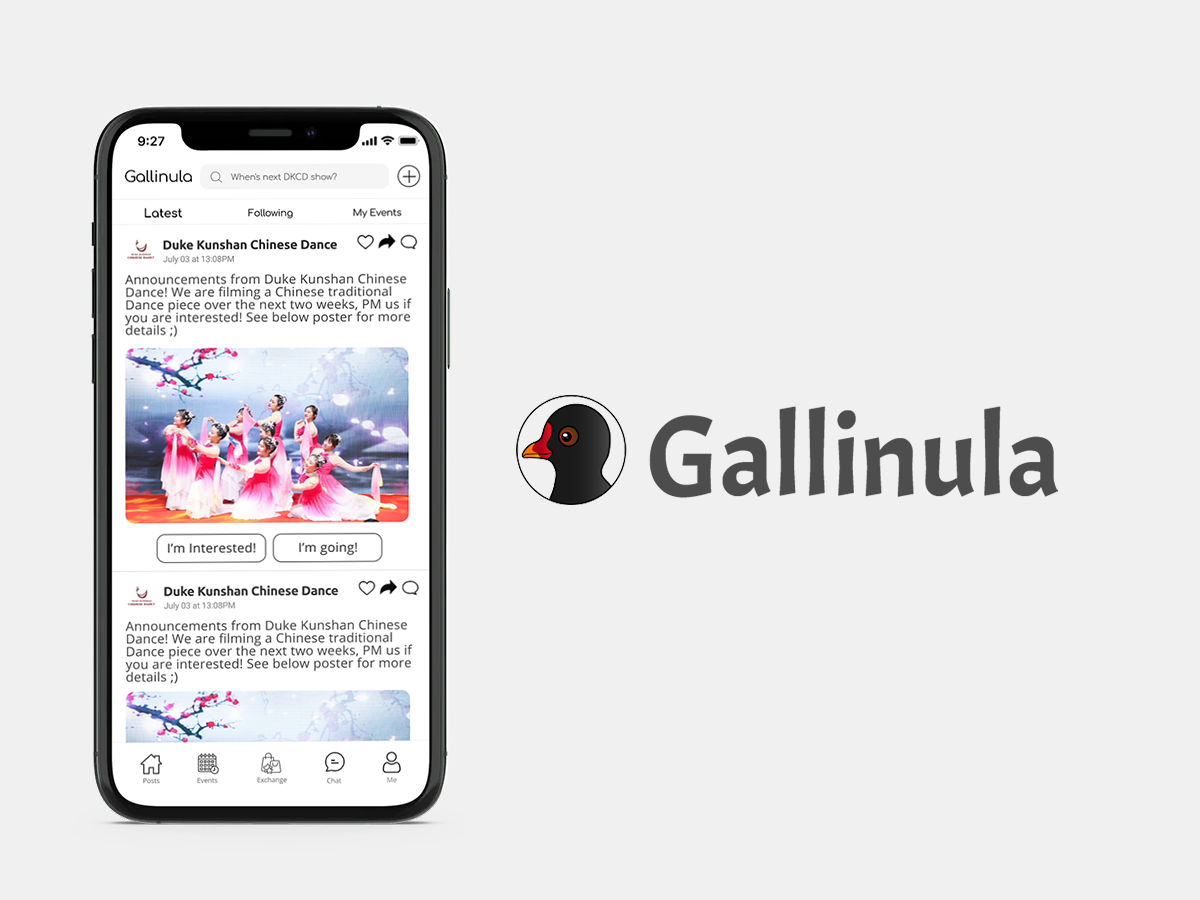 9:27
Gallinula
When's next DKCD show?
Latest
Following
My Events
Duke Kunshan Chinese Dance
July 03 at 13:08PM
Announcements from Duke Kunshan Chinese
Dance! We are filming a Chinese traditional
Dance piece over the next two weeks, PM us if
you are interested! See below poster for more
details ;)
I'm Interested!
I'm going!
Duke Kunshan Chinese Dance
July 03 at 13:08PM
Announcements from Duke Kunshan Chinese
Dance! We are filming a Chinese traditional
Dance piece over the next two weeks, PM us if
you are interested! See below poster for more
details ;)
Posts
Events
Exchange
Chat
Me
Gallinula